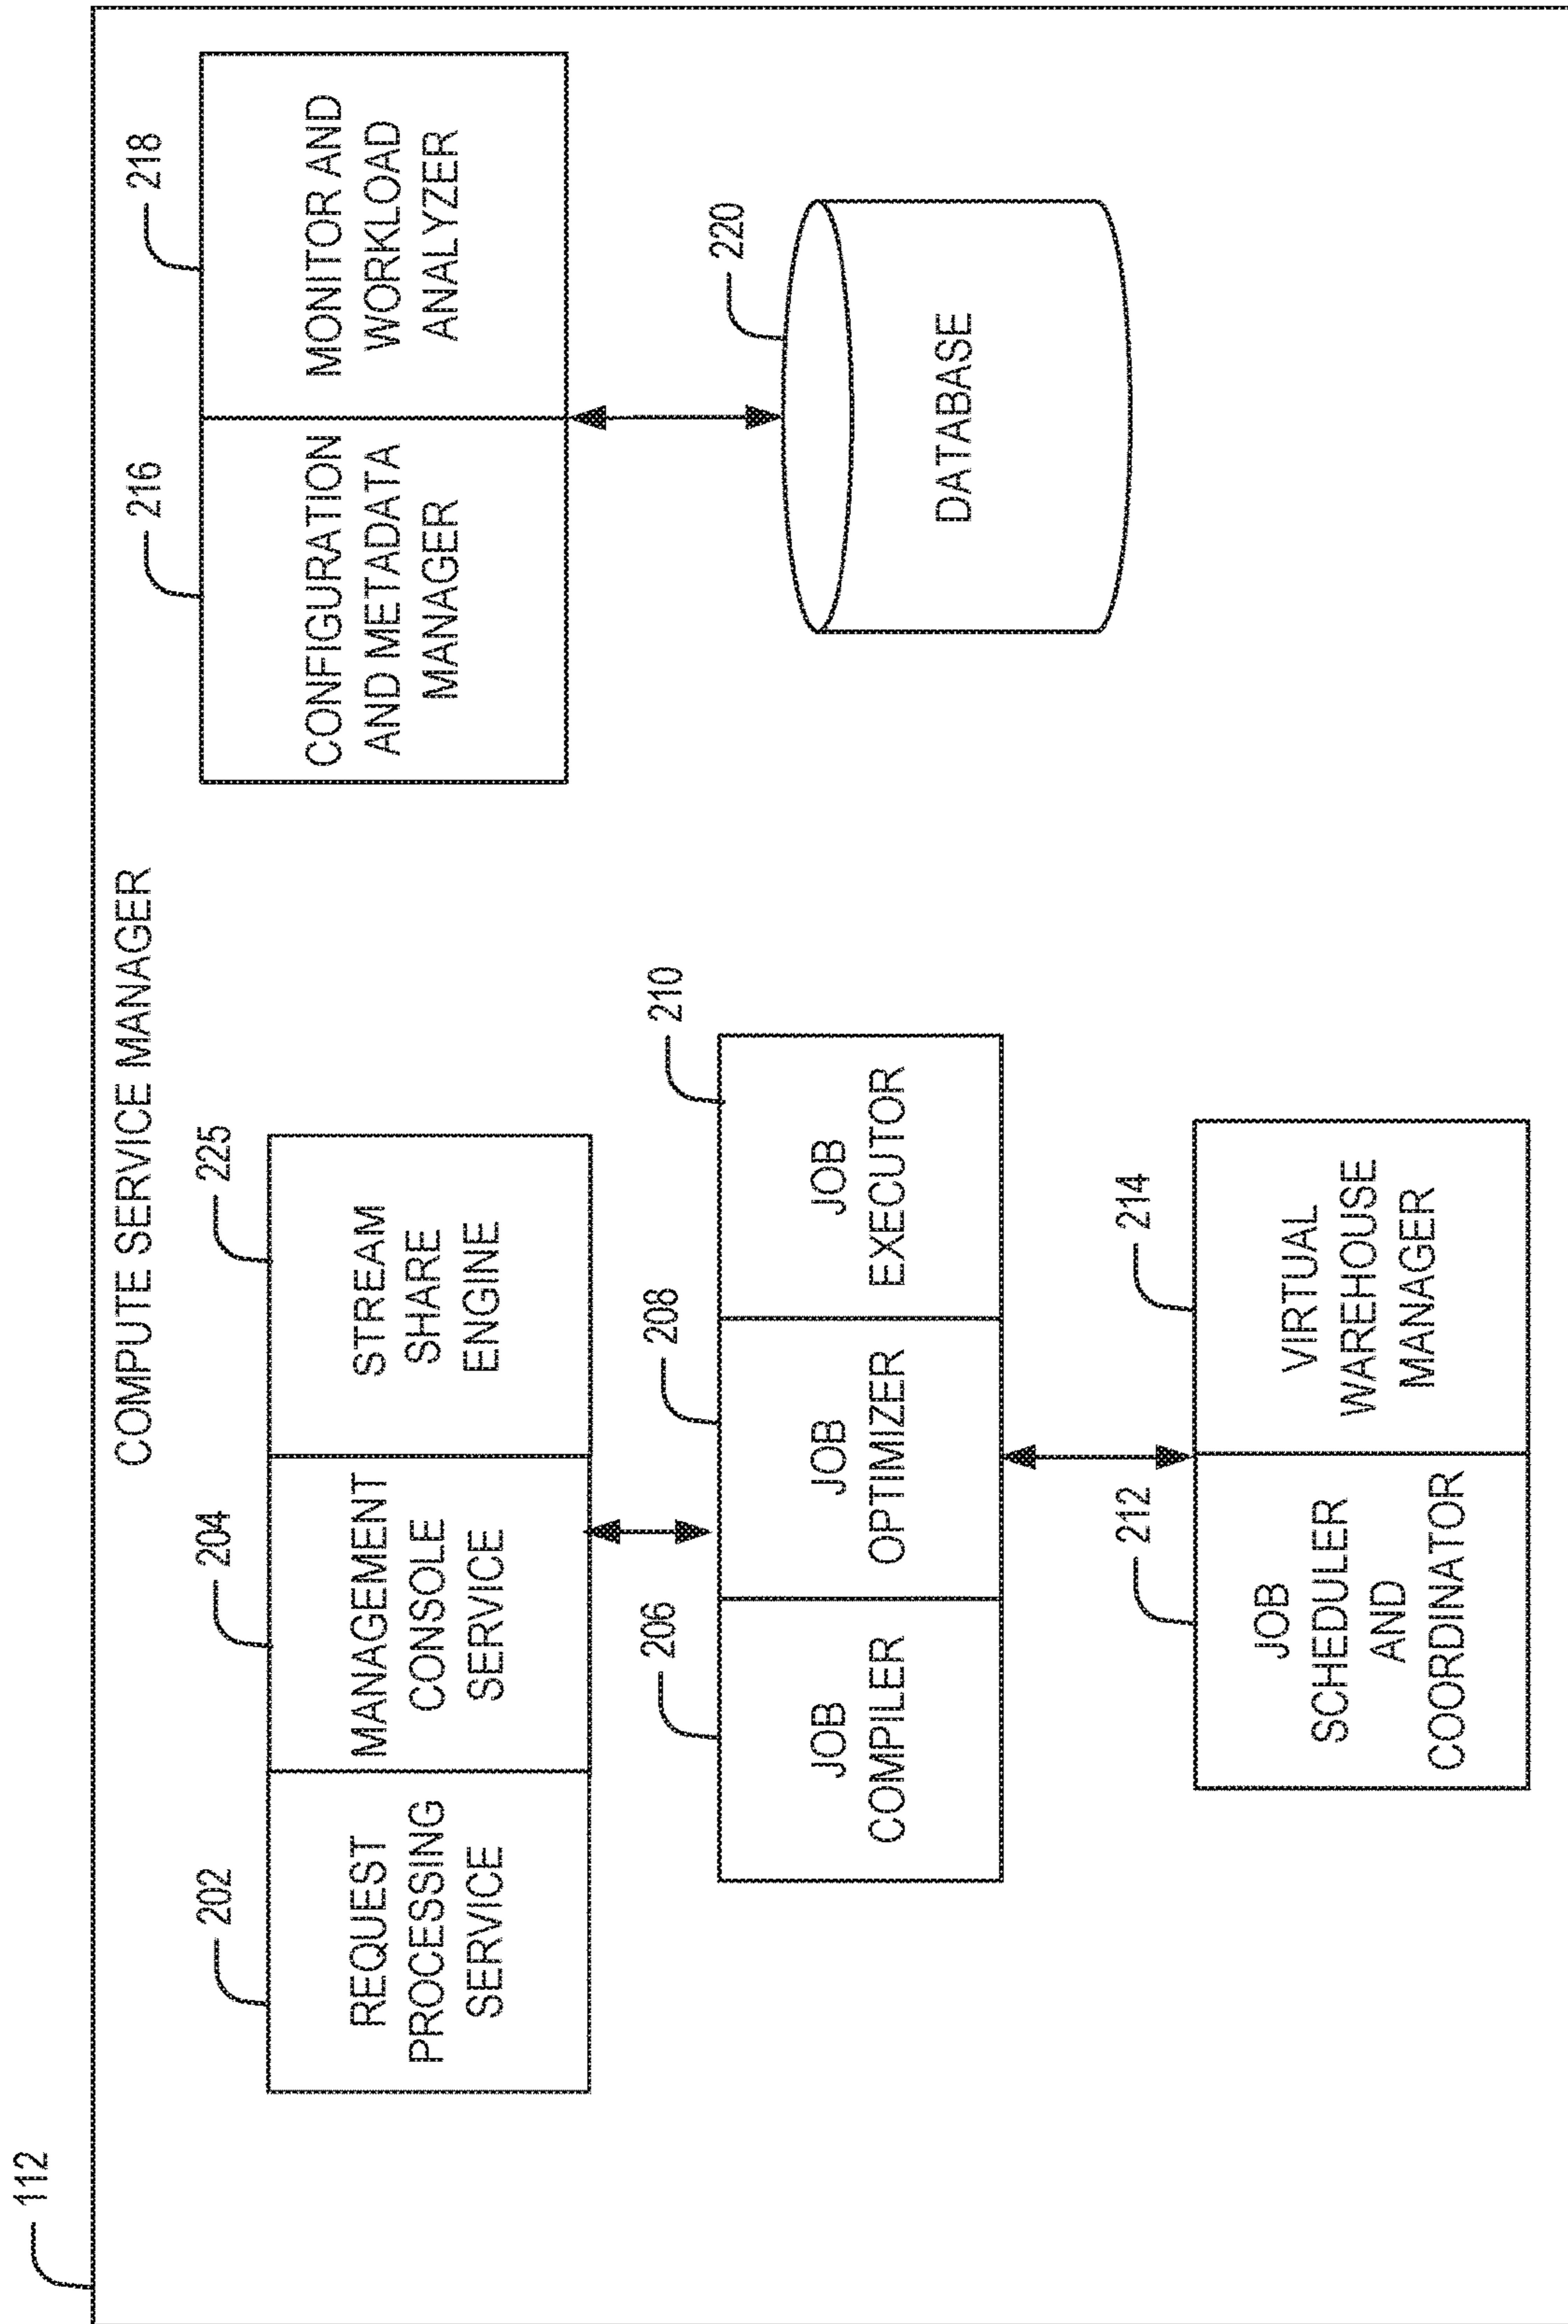 112
COMPUTE SERVICE MANAGER
202
REQUEST
PROCESSING
SERVICE
204
MANAGEMENT
CONSOLE
SERVICE
225
STREAM
SHARE
ENGINE
206
JOB
COMPILER
208
JOB
OPTIMIZER
210
JOB
EXECUTOR
212
JOB
SCHEDULER
AND
COORDINATOR
214
VIRTUAL
WAREHOUSE
MANAGER
216
CONFIGURATION
AND METADATA
MANAGER
218
MONITOR AND
WORKLOAD
ANALYZER
220
DATABASE